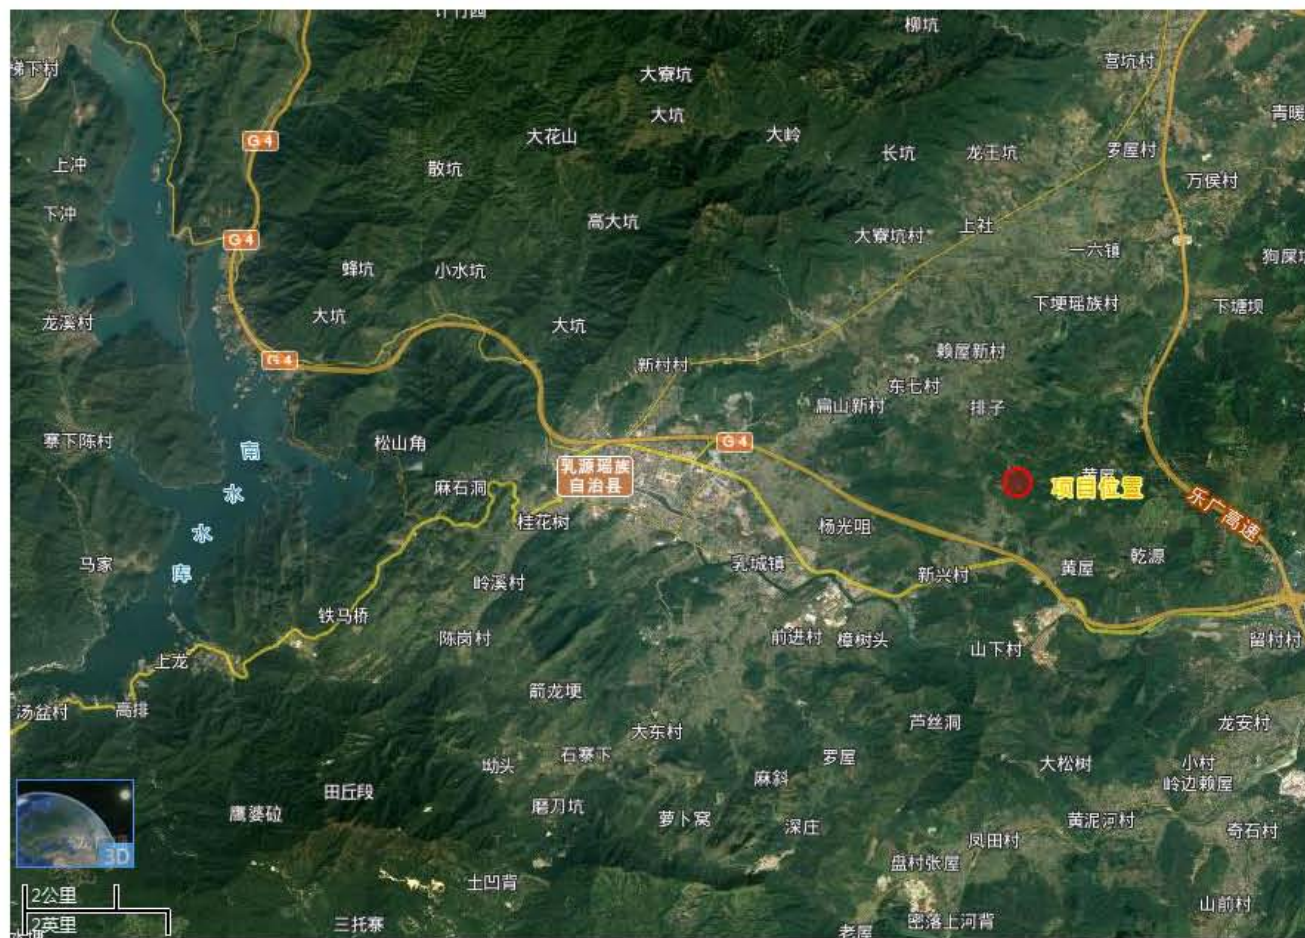 柳坑
营坑村
大寮坑
大坑
青暖
大花山
大岭
G4
罗屋村
长坑
龙王坑
上冲
散坑
万侯村
下冲
高大坑
上社
大寮坑村
G4
一六镇
狗屎坑
蜂坑
小水坑
下埂瑶族村
下塘坝
大坑
龙溪村
大坑
赖屋新村
G4
新村村
东七村
扁山新村
排子
寨下陈村
松山角
G4
南水水库
乳源瑶族
自治县
黄屋
项目位置
麻石洞
乐广高速
桂花树
杨光咀
马家
乳城镇
乾源
黄屋
新兴村
岭溪村
铁马桥
陈岗村
前进村
樟树头
留村村
山下村
上龙
箭龙埂
汤盆村
高排
芦丝洞
龙安村
大东村
石寨下
罗屋
坳头
大松树
小村
麻斜
岭边赖屋
田丘段
磨刀坑
鹰婆砬
萝卜窝
深庄
黄泥河村
奇石村
凤田村
3D
盘村张屋
土凹背
2公里
山前村
2英里
三托寨
密落上河背
老屋